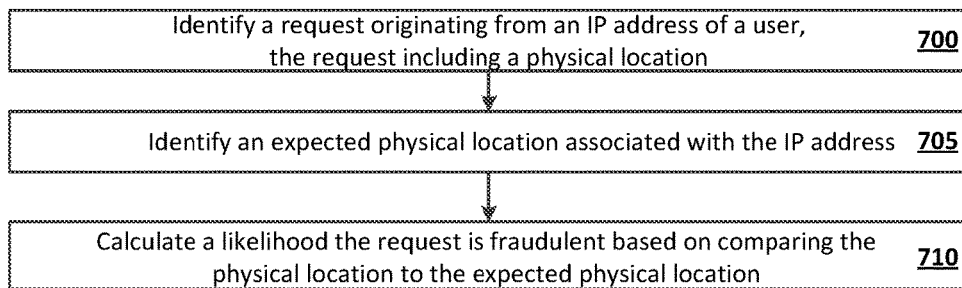 Identify a request originating from an IP address of a user,
the request including a physical location
700
Identify an expected physical location associated with the IP address 705
Calculate a likelihood the request is fraudulent based on comparing the
physical location to the expected physical location
710